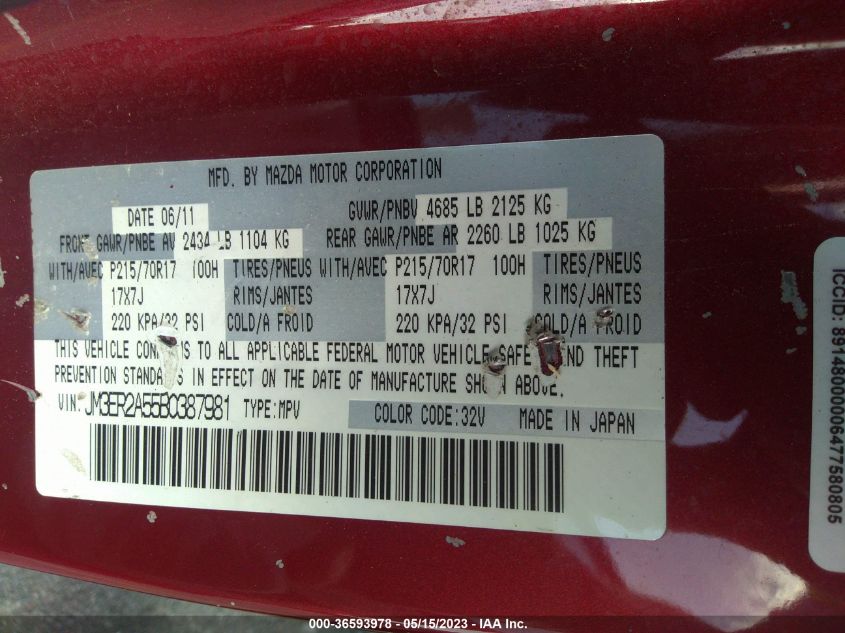 MFD. BY MAZDA MOTOR CORPORATION
DATE 06/11 GVWR/PNBV 4685 LB 2125 KG
FRONT GAWR/PNBE AV 2434 LB 1104 KG REAR GAWR/PNBE AR 2260 LB 1025 KG
WITH/AVEC P215/70R17 100H TIRES/PNEUS WITH/AVEC P215/70R17 100H TIRES/PNEUS
17X7J RIMS/JANTES 17X7J RIMS/JANTES
220 KPA/32 PSI COLD/A FROID 220 KPA/32 PSI COLD/A FROID
THIS VEHICLE TO ALL APPLICABLE FEDERAL MOTOR VEHICLE THEFT
PREVENTION STANDARDS IN EFFECT ON THE DATE OF MANUFACTURE SHOWN ABOVE.
VIN: JM3ER2A55B0387981 TYPE:MPV COLOR CODE:32V MADE IN JAPAN
ICCID: 89148000006477580805
000-36593978 - 05/15/2023 - IAA Inc.